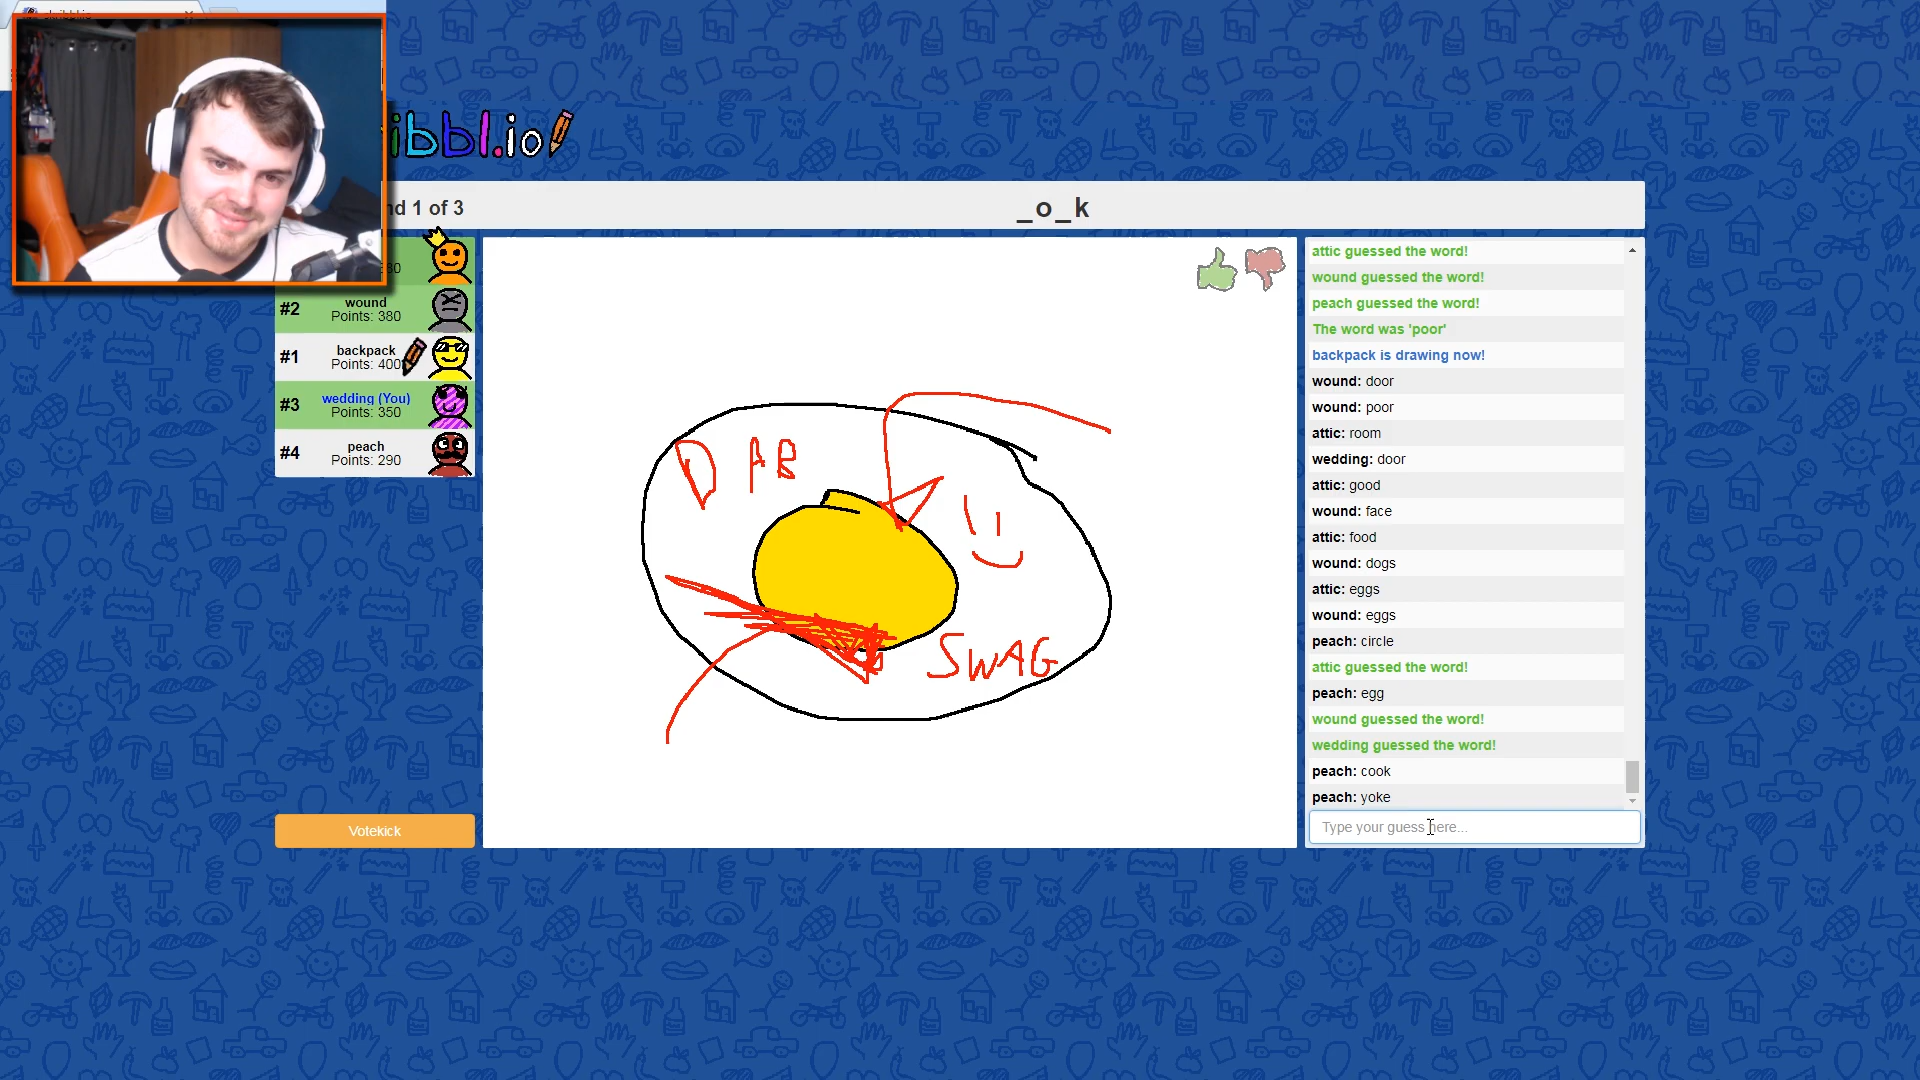 ibbl.io
nd 1 of 3
_o_k
80
#2
wound
Points: 380
#1
backpack
Points: 400
#3
wedding (You)
Points: 350
#4
peach
Points: 290
Votekick
DAB
SWAG
attic guessed the word!
wound guessed the word!
peach guessed the word!
The word was 'poor'
backpack is drawing now!
wound: door
wound: poor
attic: room
wedding: door
attic: good
wound: face
attic: food
wound: dogs
attic: eggs
wound: eggs
peach: circle
attic guessed the word!
peach: egg
wound guessed the word!
wedding guessed the word!
peach: cook
peach: yoke
Type your guess here...